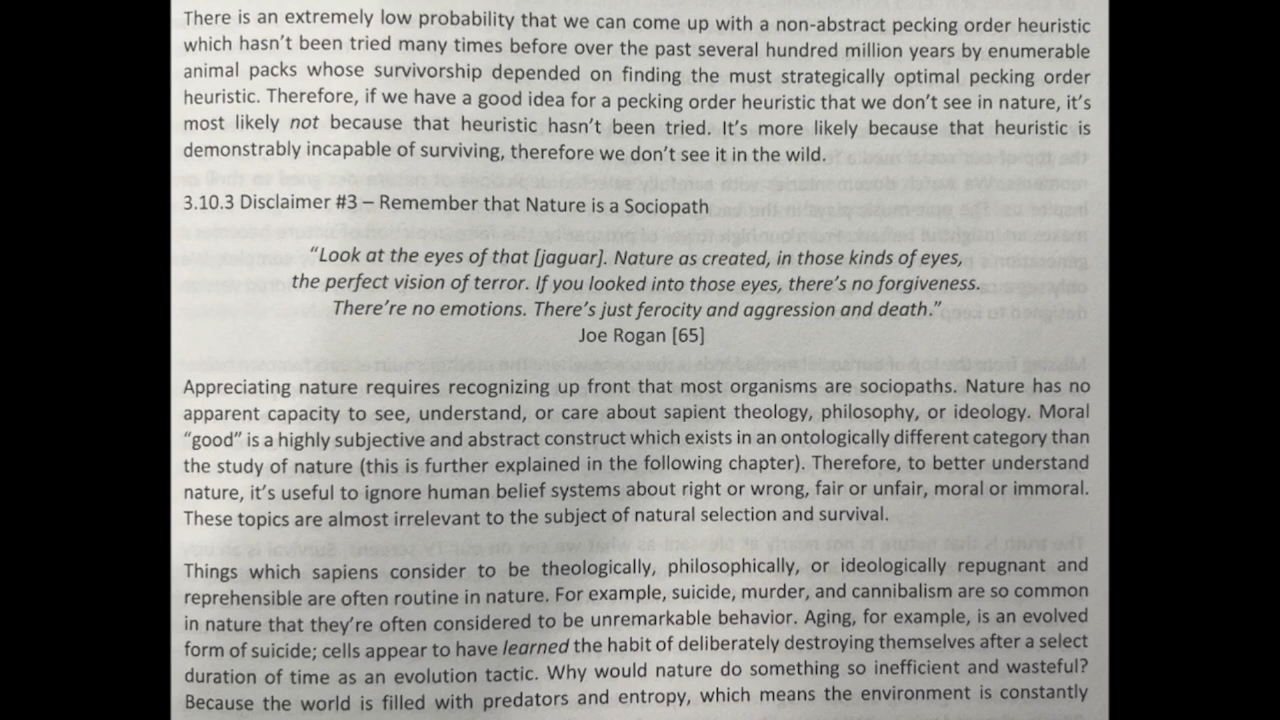 There is an extremely low probability that we can come up with a non-abstract pecking order heuristic
which hasn't been tried many times before over the past several hundred million years by enumerable
animal packs whose survivorship depended on finding the must strategically optimal pecking order
heuristic. Therefore, if we have a good idea for a pecking order heuristic that we don't see in nature, it's
most likely not because that heuristic hasn't been tried. It's more likely because that heuristic is
demonstrably incapable of surviving, therefore we don't see it in the wild.
3.10.3 Disclaimer #3 – Remember that Nature is a Sociopath
"Look at the eyes of that [jaguar]. Nature as created, in those kinds of eyes,
the perfect vision of terror. If you looked into those eyes, there's no forgiveness.
There're no emotions. There's just ferocity and aggression and death."
Joe Rogan [65]
Appreciating nature requires recognizing up front that most organisms are sociopaths. Nature has no
apparent capacity to see, understand, or care about sapient theology, philosophy, or ideology. Moral
"good" is a highly subjective and abstract construct which exists in an ontologically different category than
the study of nature (this is further explained in the following chapter). Therefore, to better understand
nature, it's useful to ignore human belief systems about right or wrong, fair or unfair, moral or immoral.
These topics are almost irrelevant to the subject of natural selection and survival.
Things which sapiens consider to be theologically, philosophically, or ideologically repugnant and
reprehensible are often routine in nature. For example, suicide, murder, and cannibalism are so common
in nature that they're often considered to be unremarkable behavior. Aging, for example, is an evolved
form of suicide; cells appear to have learned the habit of deliberately destroying themselves after a select
duration of time as an evolution tactic. Why would nature do something so inefficient and wasteful?
Because the world is filled with predators and entropy, which means the environment is constantly